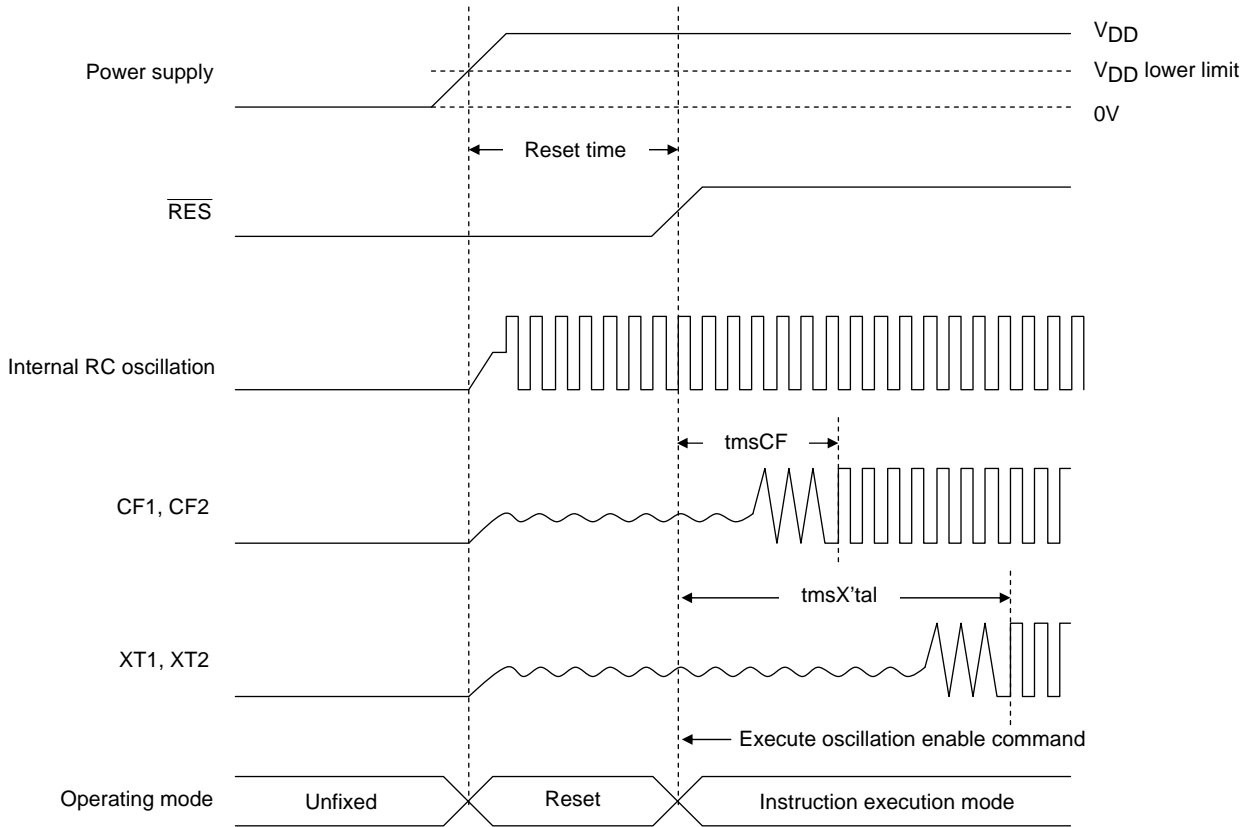 VDD
Power supply
VDD lower limit
0V
Reset time
RES
Internal RC oscillation
tmsCF
CF1, CF2
tmsX'tal
XT1, XT2
Execute oscillation enable command
Operating mode
Unfixed
Reset
Instruction execution mode